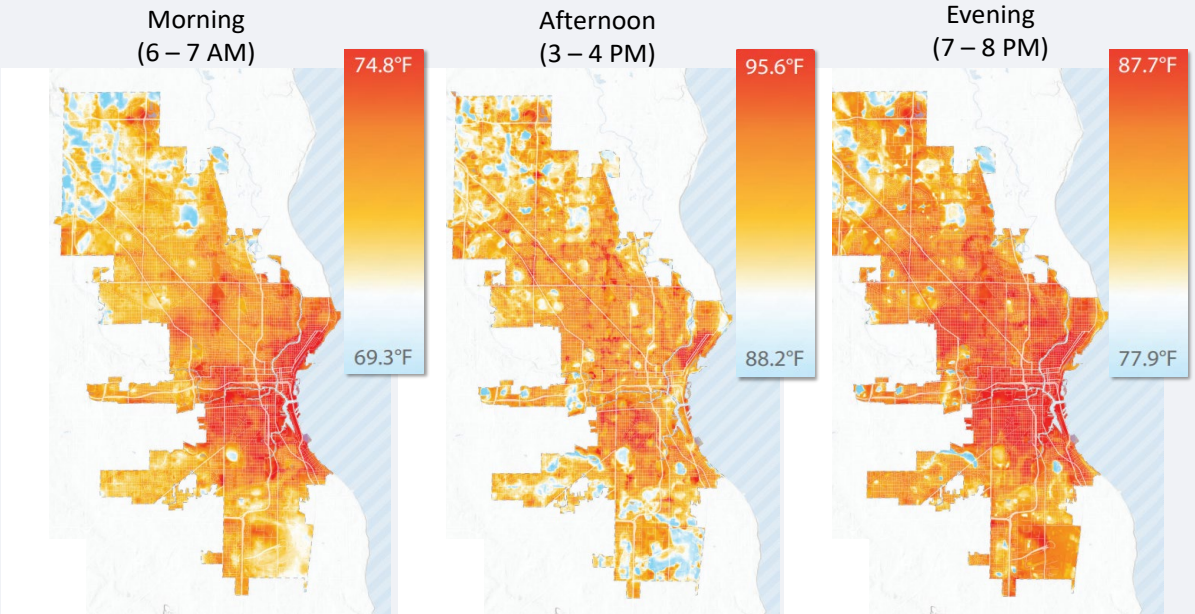 Morning
(6 – 7 AM)
74.8°F
69.3°F
Afternoon
(3 – 4 PM)
95.6°F
88.2°F
Evening
(7 – 8 PM)
87.7°F
77.9°F